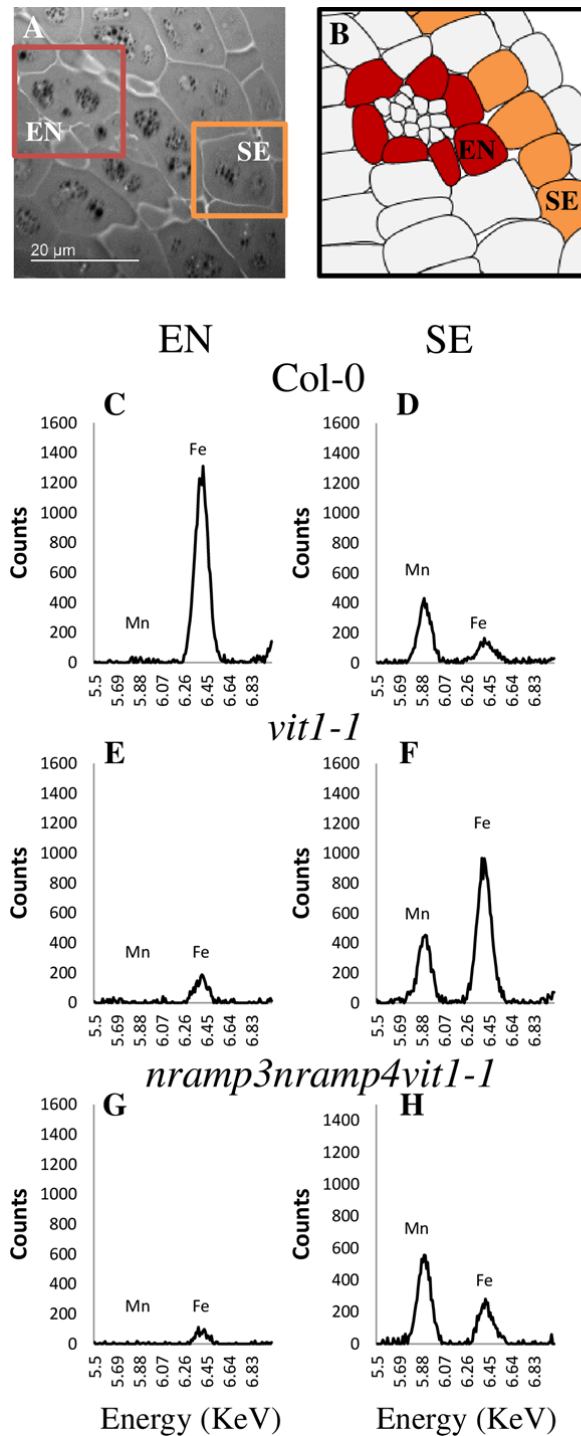 A
EN
SE
20 µm
B
EN
SE
EN SE
Col-0
C
1600
1400
1200
1000
800
600
400
200
0
Counts
Mn
Fe
5.5 5.69 5.88 6.07 6.26 6.45 6.64 6.83
D
1600
1400
1200
1000
800
600
400
200
0
Counts
Mn
Fe
5.5 5.69 5.88 6.07 6.26 6.45 6.64 6.83
vit1-1
E
1600
1400
1200
1000
800
600
400
200
0
Counts
Mn
Fe
5.5 5.69 5.88 6.07 6.26 6.45 6.64 6.83
F
1600
1400
1200
1000
800
600
400
200
0
Counts
Mn
Fe
5.5 5.69 5.88 6.07 6.26 6.45 6.64 6.83
nramp3nramp4vit1-1
G
1600
1400
1200
1000
800
600
400
200
0
Counts
Mn
Fe
5.5 5.69 5.88 6.07 6.26 6.45 6.64 6.83
Energy (KeV)
H
1400
1200
1000
800
600
400
200
0
Counts
Mn
Fe
5.5 5.69 5.88 6.07 6.26 6.45 6.64 6.83
Energy (KeV)